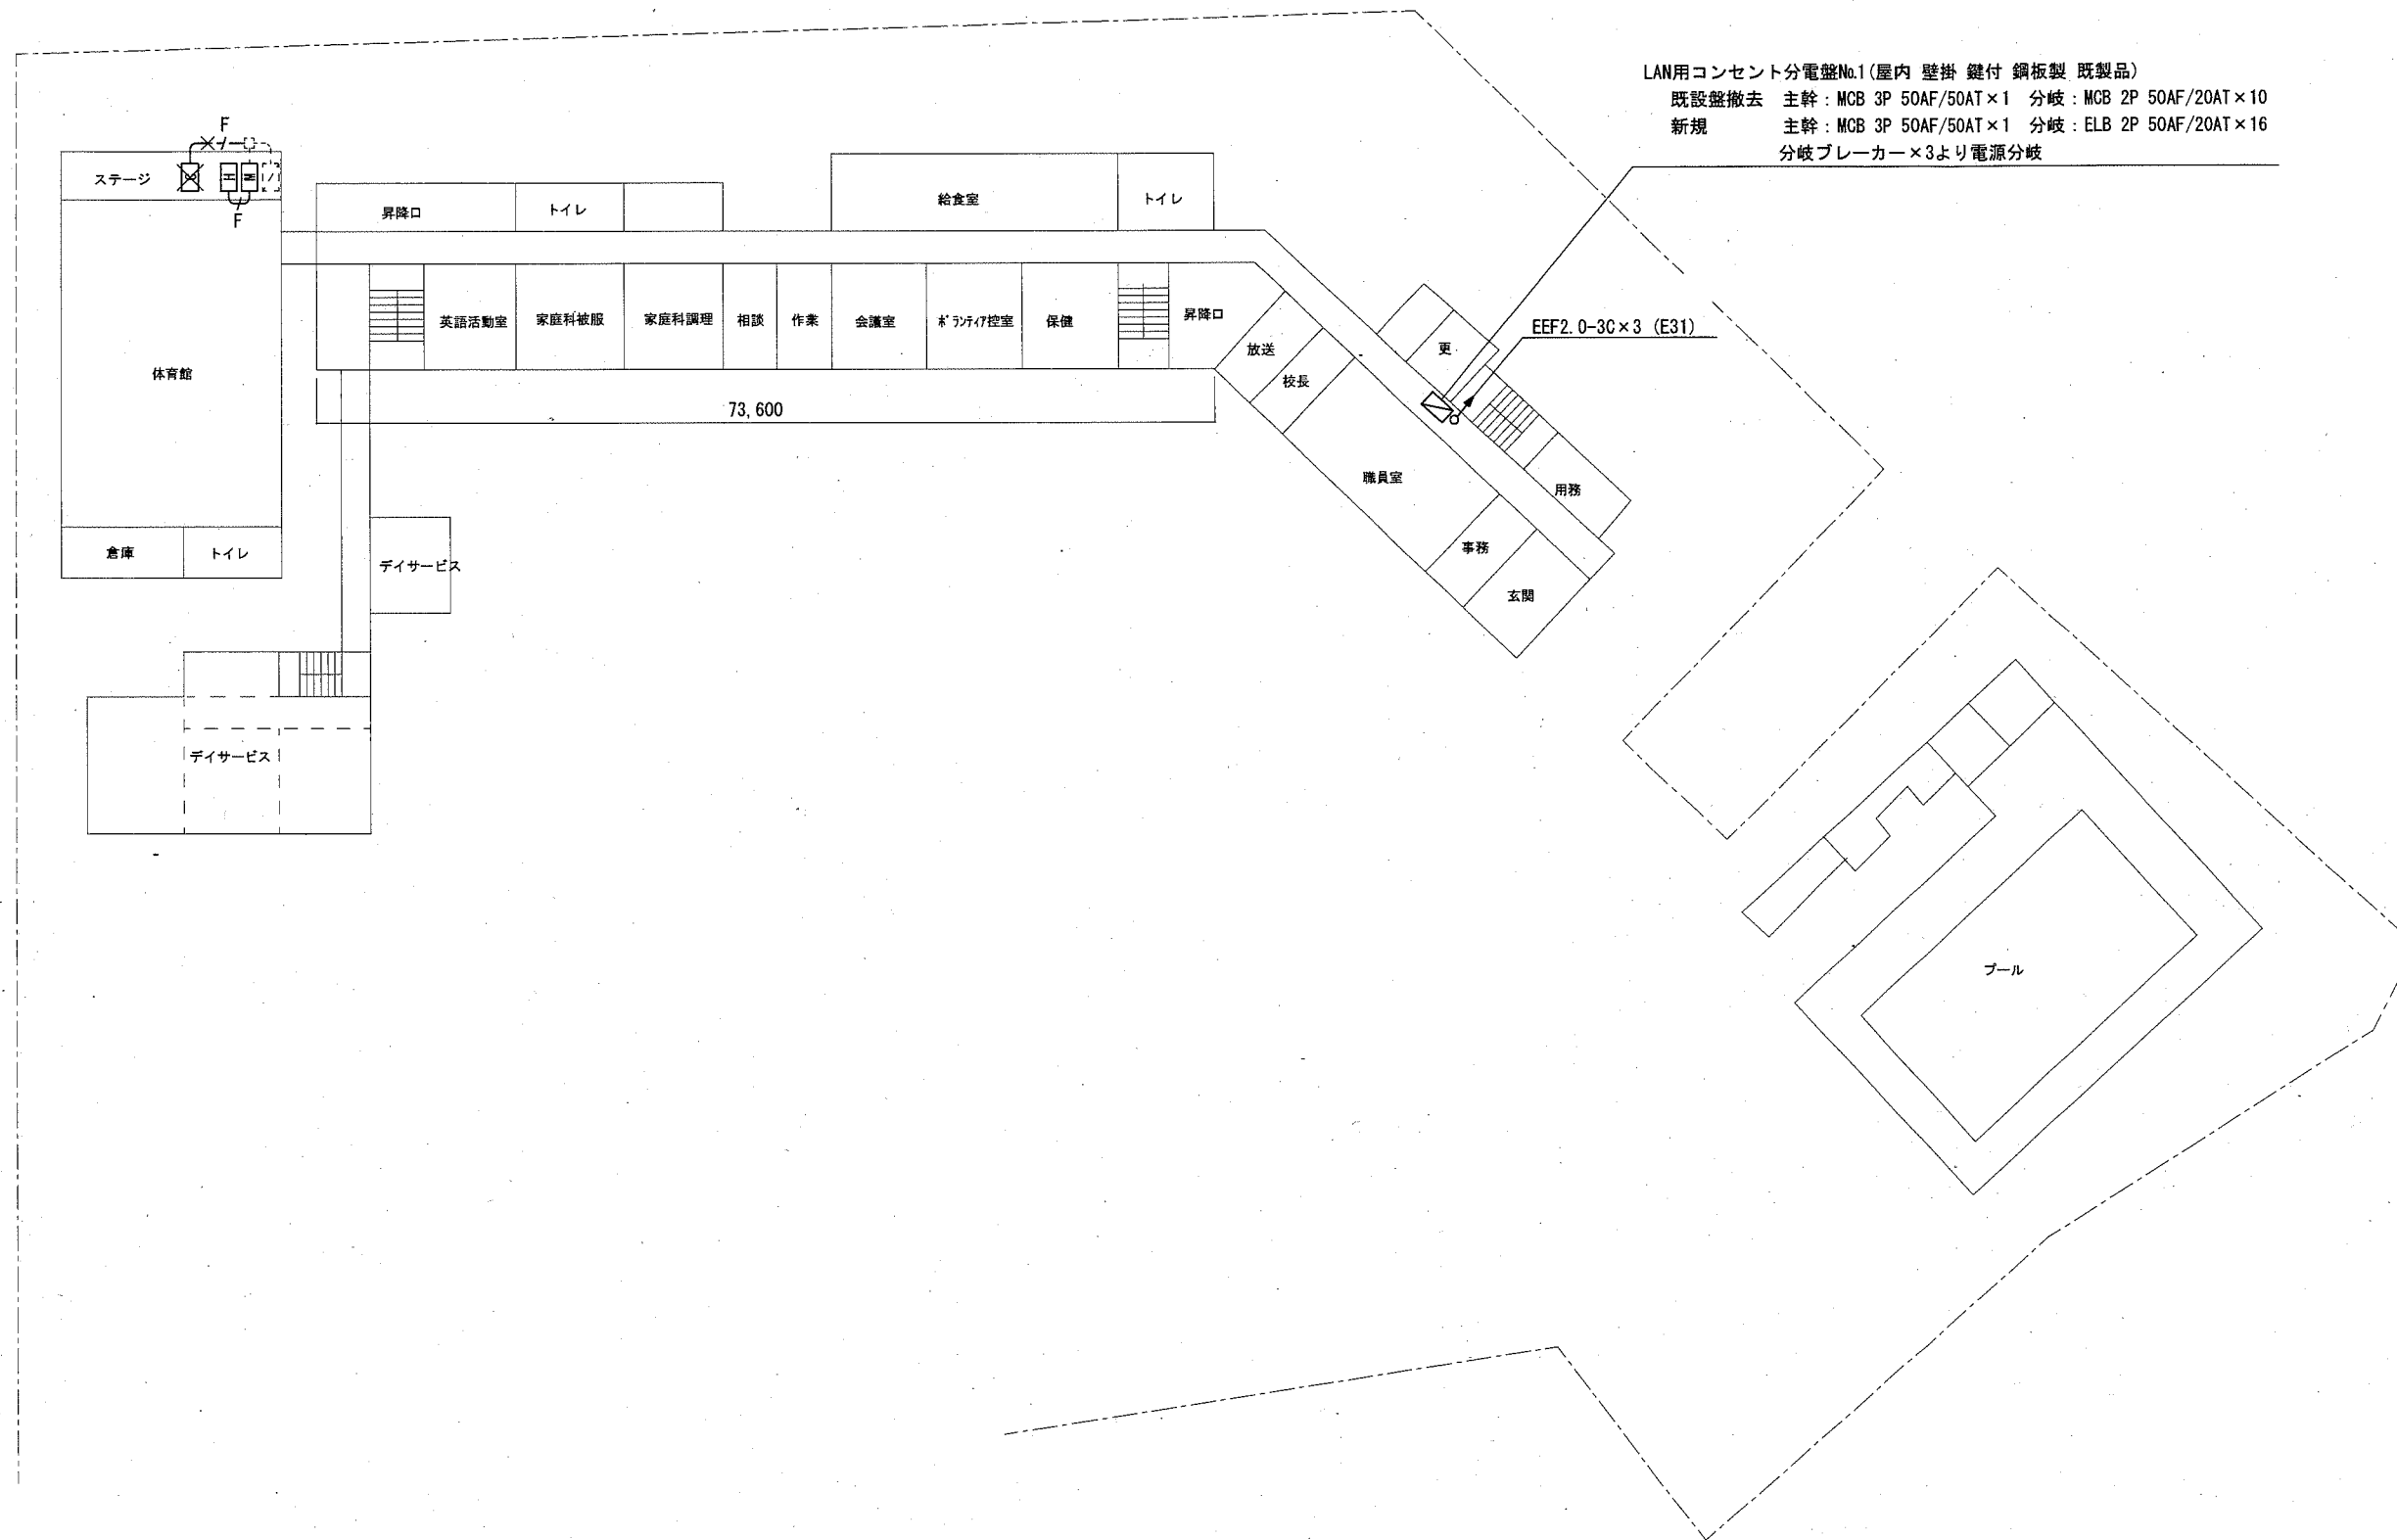 LAN用コンセント分電盤No.1(屋内 壁掛 鍵付 鋼板製 既製品)
既設盤撤去 主幹：MCB 3P 50AF/50AT×1 分岐：MCB 2P 50AF/20AT×10
新規 主幹：MCB 3P 50AF/50AT×1 分岐：ELB 2P 50AF/20AT×16
分岐ブレーカー×3より電源分岐
F
ステージ
H
M
F
昇降口
トイレ
給食室
トイレ
英語活動室
家庭科被服
家庭科調理
相談
作業
会議室
ボランティア控室
保健
昇降口
EEF2.0-3C×3 (E31)
更
放送
校長
体育館
73,600
職員室
用務
事務
倉庫
トイレ
デイサービス
玄関
デイサービス
プール